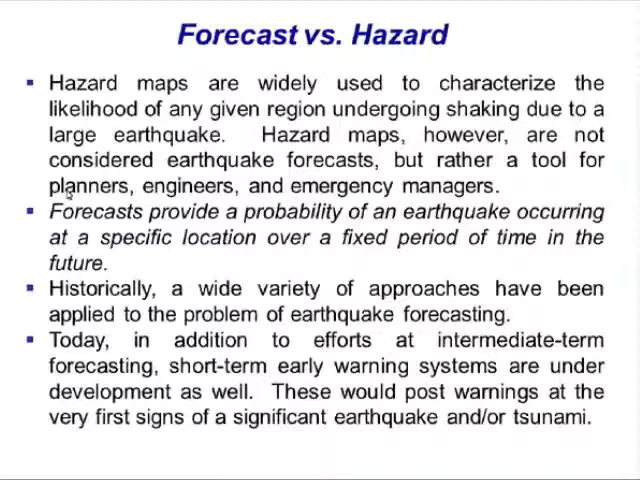 Forecast vs. Hazard
▪ Hazard maps are widely used to characterize the
likelihood of any given region undergoing shaking due to a
large earthquake. Hazard maps, however, are not
considered earthquake forecasts, but rather a tool for
planners, engineers, and emergency managers.
▪ Forecasts provide a probability of an earthquake occurring
at a specific location over a fixed period of time in the
future.
▪ Historically, a wide variety of approaches have been
applied to the problem of earthquake forecasting.
▪ Today, in addition to efforts at intermediate-term
forecasting, short-term early warning systems are under
development as well. These would post warnings at the
very first signs of a significant earthquake and/or tsunami.